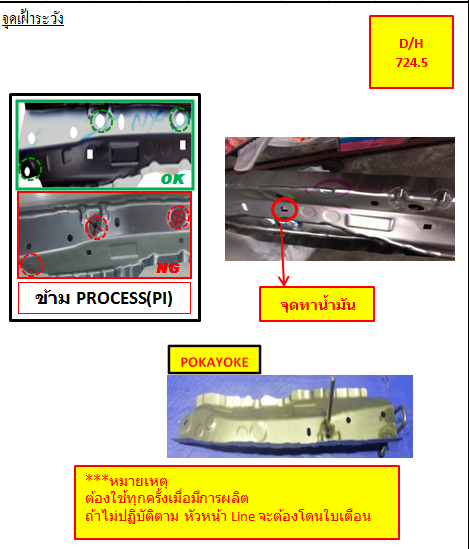 จุดเฝ้าระวัง
D/H
724.5
OK
NG
ข้าม PROCESS(PI)
จุดทาน้ำมัน
POKAYOKE
***หมายเหตุ
ต้องใช้ทุกครั้งเมื่อมีการผลิต
ถ้าไม่ปฏิบัติตาม หัวหน้า Line จะต้องโดนใบเตือน